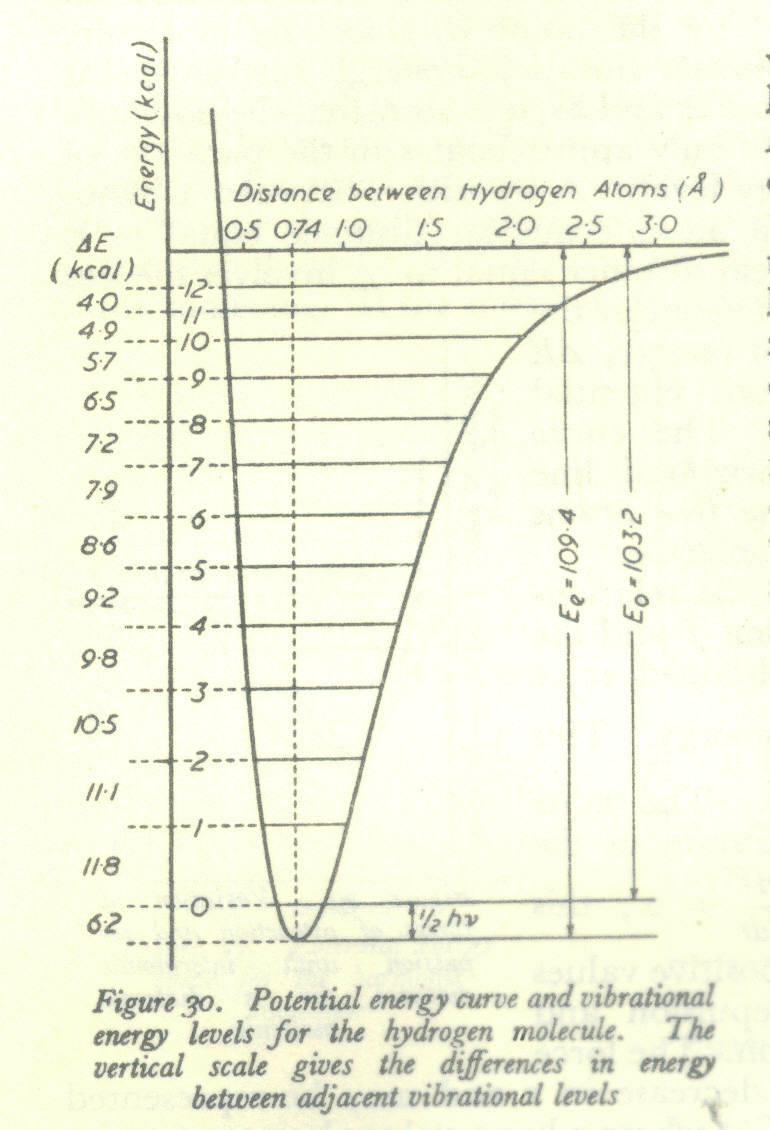 Energy (kcal)
Distance between Hydrogen Atoms (Å)
0·5 0·74 1·0 1·5 2·0 2·5 3·0
ΔE
(kcal)
12
4·0
11
4·9
10
5·7
9
6·5
8
7·2
7
7·9
6
8·6
5
9·2
4
9·8
3
10·5
2
11·1
1
11·8
0
6·2
½hν
Ee = 109·4
E0 = 103·2
Figure 30. Potential energy curve and vibrational
energy levels for the hydrogen molecule. The
vertical scale gives the differences in energy
between adjacent vibrational levels